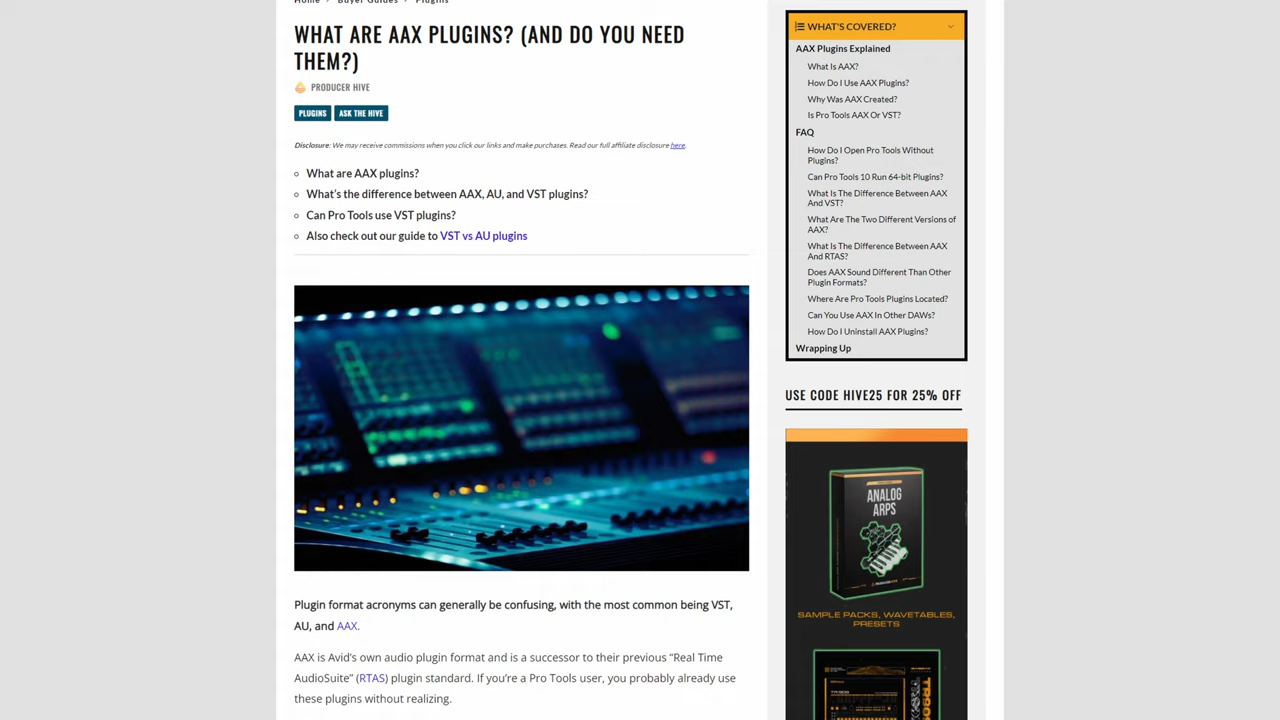 Home
Buyer Guides
Plugins
WHAT ARE AAX PLUGINS? (AND DO YOU NEED
THEM?)
PRODUCER HIVE
PLUGINS
ASK THE HIVE
Disclosure: We may receive commissions when you click our links and make purchases. Read our full affiliate disclosure here.
What are AAX plugins?
What's the difference between AAX, AU, and VST plugins?
Can Pro Tools use VST plugins?
Also check out our guide to VST vs AU plugins
Plugin format acronyms can generally be confusing, with the most common being VST,
AU, and AAX.
AAX is Avid's own audio plugin format and is a successor to their previous “Real Time
AudioSuite” (RTAS) plugin standard. If you're a Pro Tools user, you probably already use
these plugins without realizing.
WHAT'S COVERED?
AAX Plugins Explained
What Is AAX?
How Do I Use AAX Plugins?
Why Was AAX Created?
Is Pro Tools AAX Or VST?
FAQ
How Do I Open Pro Tools Without
Plugins?
Can Pro Tools 10 Run 64-bit Plugins?
What Is The Difference Between AAX
And VST?
What Are The Two Different Versions of
AAX?
What Is The Difference Between AAX
And RTAS?
Does AAX Sound Different Than Other
Plugin Formats?
Where Are Pro Tools Plugins Located?
Can You Use AAX In Other DAWs?
How Do I Uninstall AAX Plugins?
Wrapping Up
USE CODE HIVE25 FOR 25% OFF
ANALOG
ARPS
SAMPLE PACKS, WAVETABLES,
PRESETS